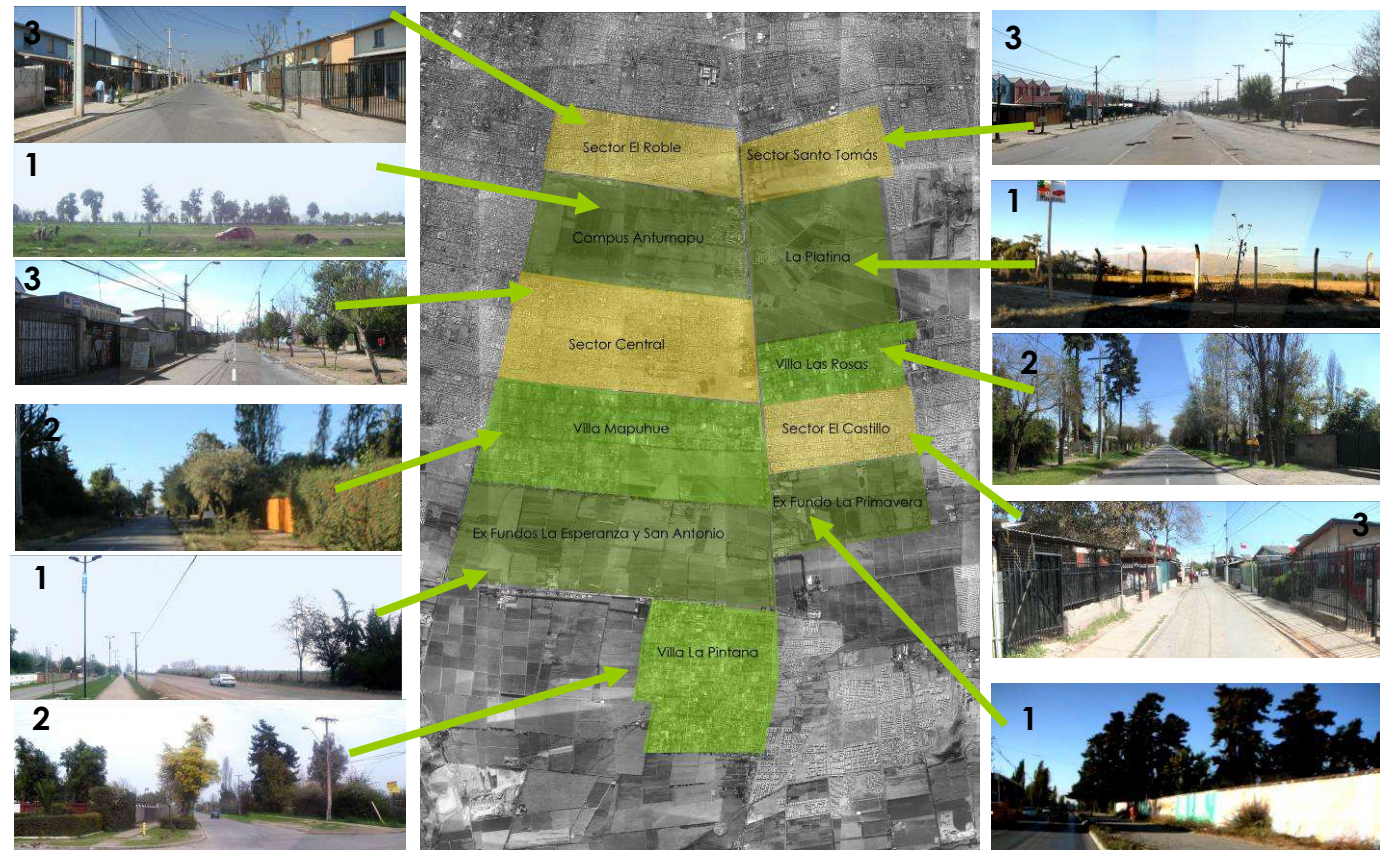 3
1
3
2
1
2
Sector El Roble
Sector Santo Tomás
Campus Antumapu
La Platina
Sector Central
Villa Las Rosas
Villa Mapuhue
Sector El Castillo
Ex Fundo La Primavera
Ex Fundos La Esperanza y San Antonio
Villa La Pintana
3
1
2
3
1